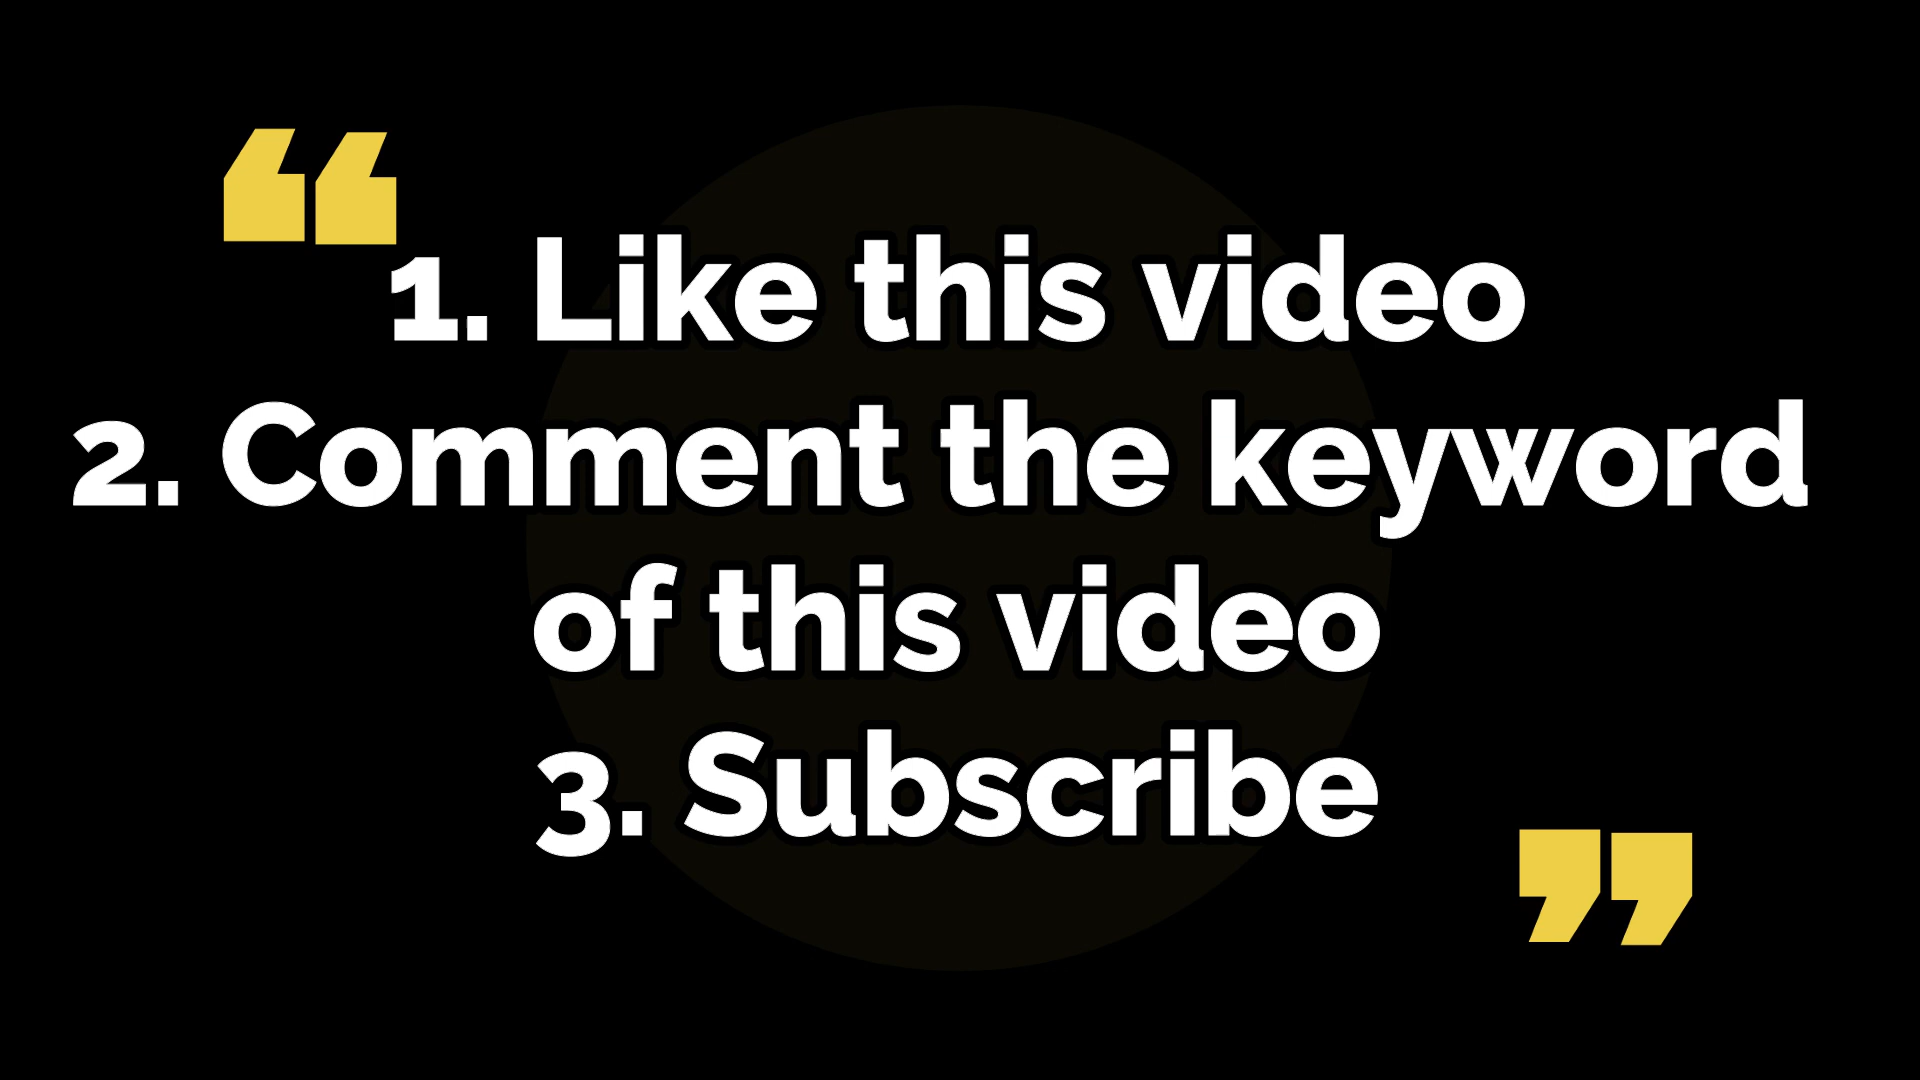 “
1. Like this video
2. Comment the keyword
of this video
3. Subscribe
”